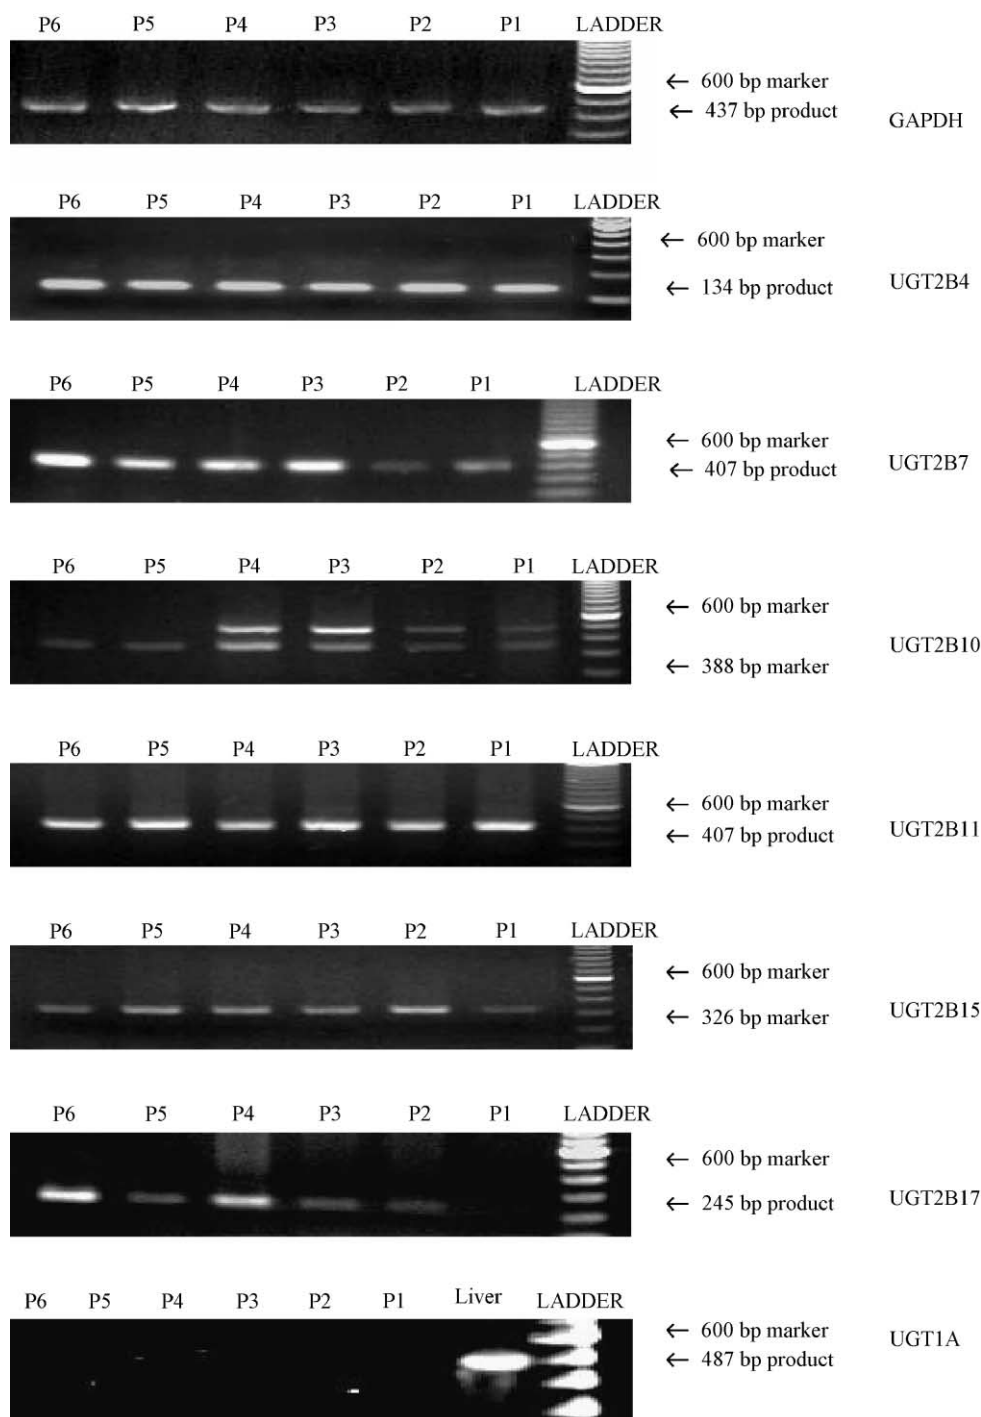 P6 P5 P4 P3 P2 P1 LADDER
← 600 bp marker
← 437 bp product
GAPDH
P6 P5 P4 P3 P2 P1 LADDER
← 600 bp marker
← 134 bp product
UGT2B4
P6 P5 P4 P3 P2 P1 LADDER
← 600 bp marker
← 407 bp product
UGT2B7
P6 P5 P4 P3 P2 P1 LADDER
← 600 bp marker
← 388 bp marker
UGT2B10
P6 P5 P4 P3 P2 P1 LADDER
← 600 bp marker
← 407 bp product
UGT2B11
P6 P5 P4 P3 P2 P1 LADDER
← 600 bp marker
← 326 bp marker
UGT2B15
P6 P5 P4 P3 P2 P1 LADDER
← 600 bp marker
← 245 bp product
UGT2B17
P6 P5 P4 P3 P2 P1 Liver LADDER
← 600 bp marker
← 487 bp product
UGT1A